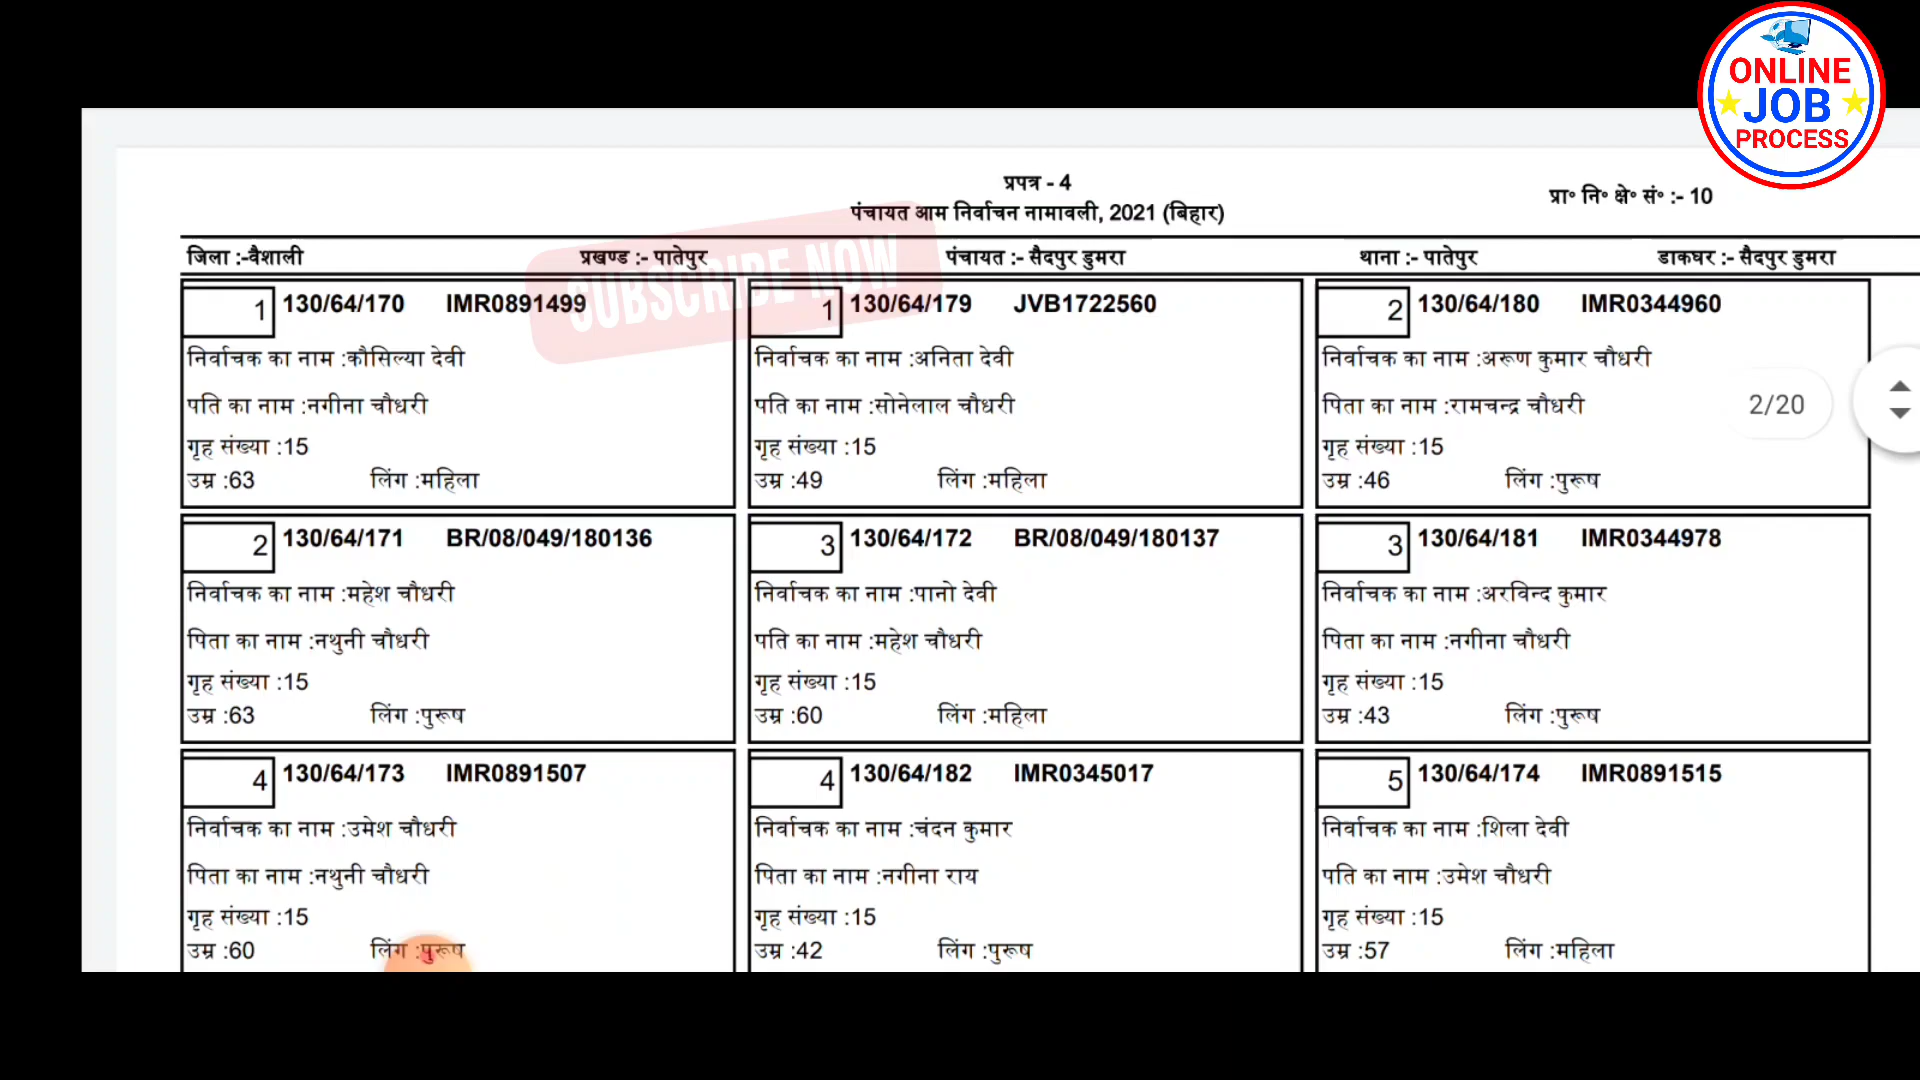 ONLINE
JOB
PROCESS
प्रपत्र - 4
प्रा० नि० क्षे० सं० :- 10
पंचायत आम निर्वाचन नामावली, 2021 (बिहार)
जिला :-वैशाली प्रखण्ड :- पातेपुर पंचायत :- सैदपुर डुमरा थाना :- पातेपुर डाकघर :- सैदपुर डुमरा
SUBSCRIBE NOW
1 130/64/170 IMR0891499
निर्वाचक का नाम :कौसिल्या देवी
पति का नाम :नगीना चौधरी
गृह संख्या :15
उम्र :63 लिंग :महिला
1 130/64/179 JVB1722560
निर्वाचक का नाम :अनिता देवी
पति का नाम :सोनेलाल चौधरी
गृह संख्या :15
उम्र :49 लिंग :महिला
2 130/64/180 IMR0344960
निर्वाचक का नाम :अरूण कुमार चौधरी
पिता का नाम :रामचन्द्र चौधरी
गृह संख्या :15
उम्र :46 लिंग :पुरूष
2/20
2 130/64/171 BR/08/049/180136
निर्वाचक का नाम :महेश चौधरी
पिता का नाम :नथुनी चौधरी
गृह संख्या :15
उम्र :63 लिंग :पुरूष
3 130/64/172 BR/08/049/180137
निर्वाचक का नाम :पानो देवी
पति का नाम :महेश चौधरी
गृह संख्या :15
उम्र :60 लिंग :महिला
3 130/64/181 IMR0344978
निर्वाचक का नाम :अरविन्द कुमार
पिता का नाम :नगीना चौधरी
गृह संख्या :15
उम्र :43 लिंग :पुरूष
4 130/64/173 IMR0891507
निर्वाचक का नाम :उमेश चौधरी
पिता का नाम :नथुनी चौधरी
गृह संख्या :15
उम्र :60 लिंग :पुरूष
4 130/64/182 IMR0345017
निर्वाचक का नाम :चंदन कुमार
पिता का नाम :नगीना राय
गृह संख्या :15
उम्र :42 लिंग :पुरूष
5 130/64/174 IMR0891515
निर्वाचक का नाम :शिला देवी
पति का नाम :उमेश चौधरी
गृह संख्या :15
उम्र :57 लिंग :महिला